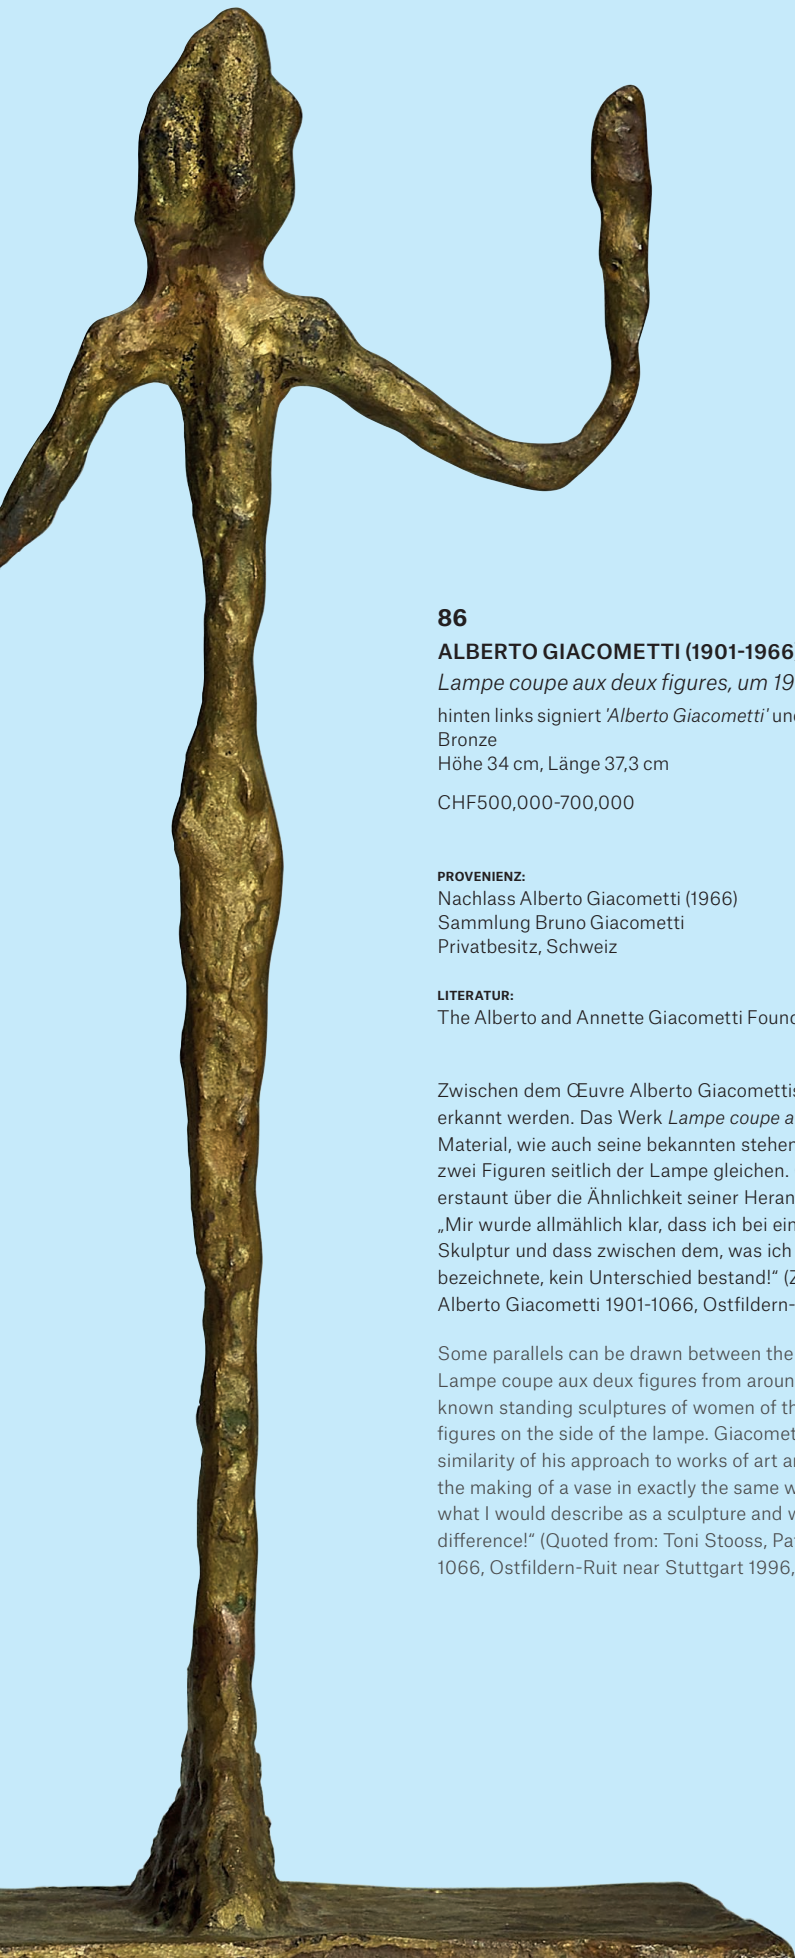 86
ALBERTO GIACOMETTI (1901-1966
Lampe coupe aux deux figures, um 19
hinten links signiert 'Alberto Giacometti' und
Bronze
Höhe 34 cm, Länge 37,3 cm
CHF500,000-700,000
PROVENIENZ:
Nachlass Alberto Giacometti (1966)
Sammlung Bruno Giacometti
Privatbesitz, Schweiz
LITERATUR:
The Alberto and Annette Giacometti Found
Zwischen dem Œuvre Alberto Giacomettis
erkannt werden. Das Werk Lampe coupe a
Material, wie auch seine bekannten stehen
zwei Figuren seitlich der Lampe gleichen.
erstaunt über die Ähnlichkeit seiner Heran
„Mir wurde allmählich klar, dass ich bei ein
Skulptur und dass zwischen dem, was ich
bezeichnete, kein Unterschied bestand!“ (Z
Alberto Giacometti 1901-1066, Ostfildern-
Some parallels can be drawn between the
Lampe coupe aux deux figures from aroun
known standing sculptures of women of th
figures on the side of the lampe. Giacomet
similarity of his approach to works of art an
the making of a vase in exactly the same w
what I would describe as a sculpture and w
difference!“ (Quoted from: Toni Stooss, Pat
1066, Ostfildern-Ruit near Stuttgart 1996,